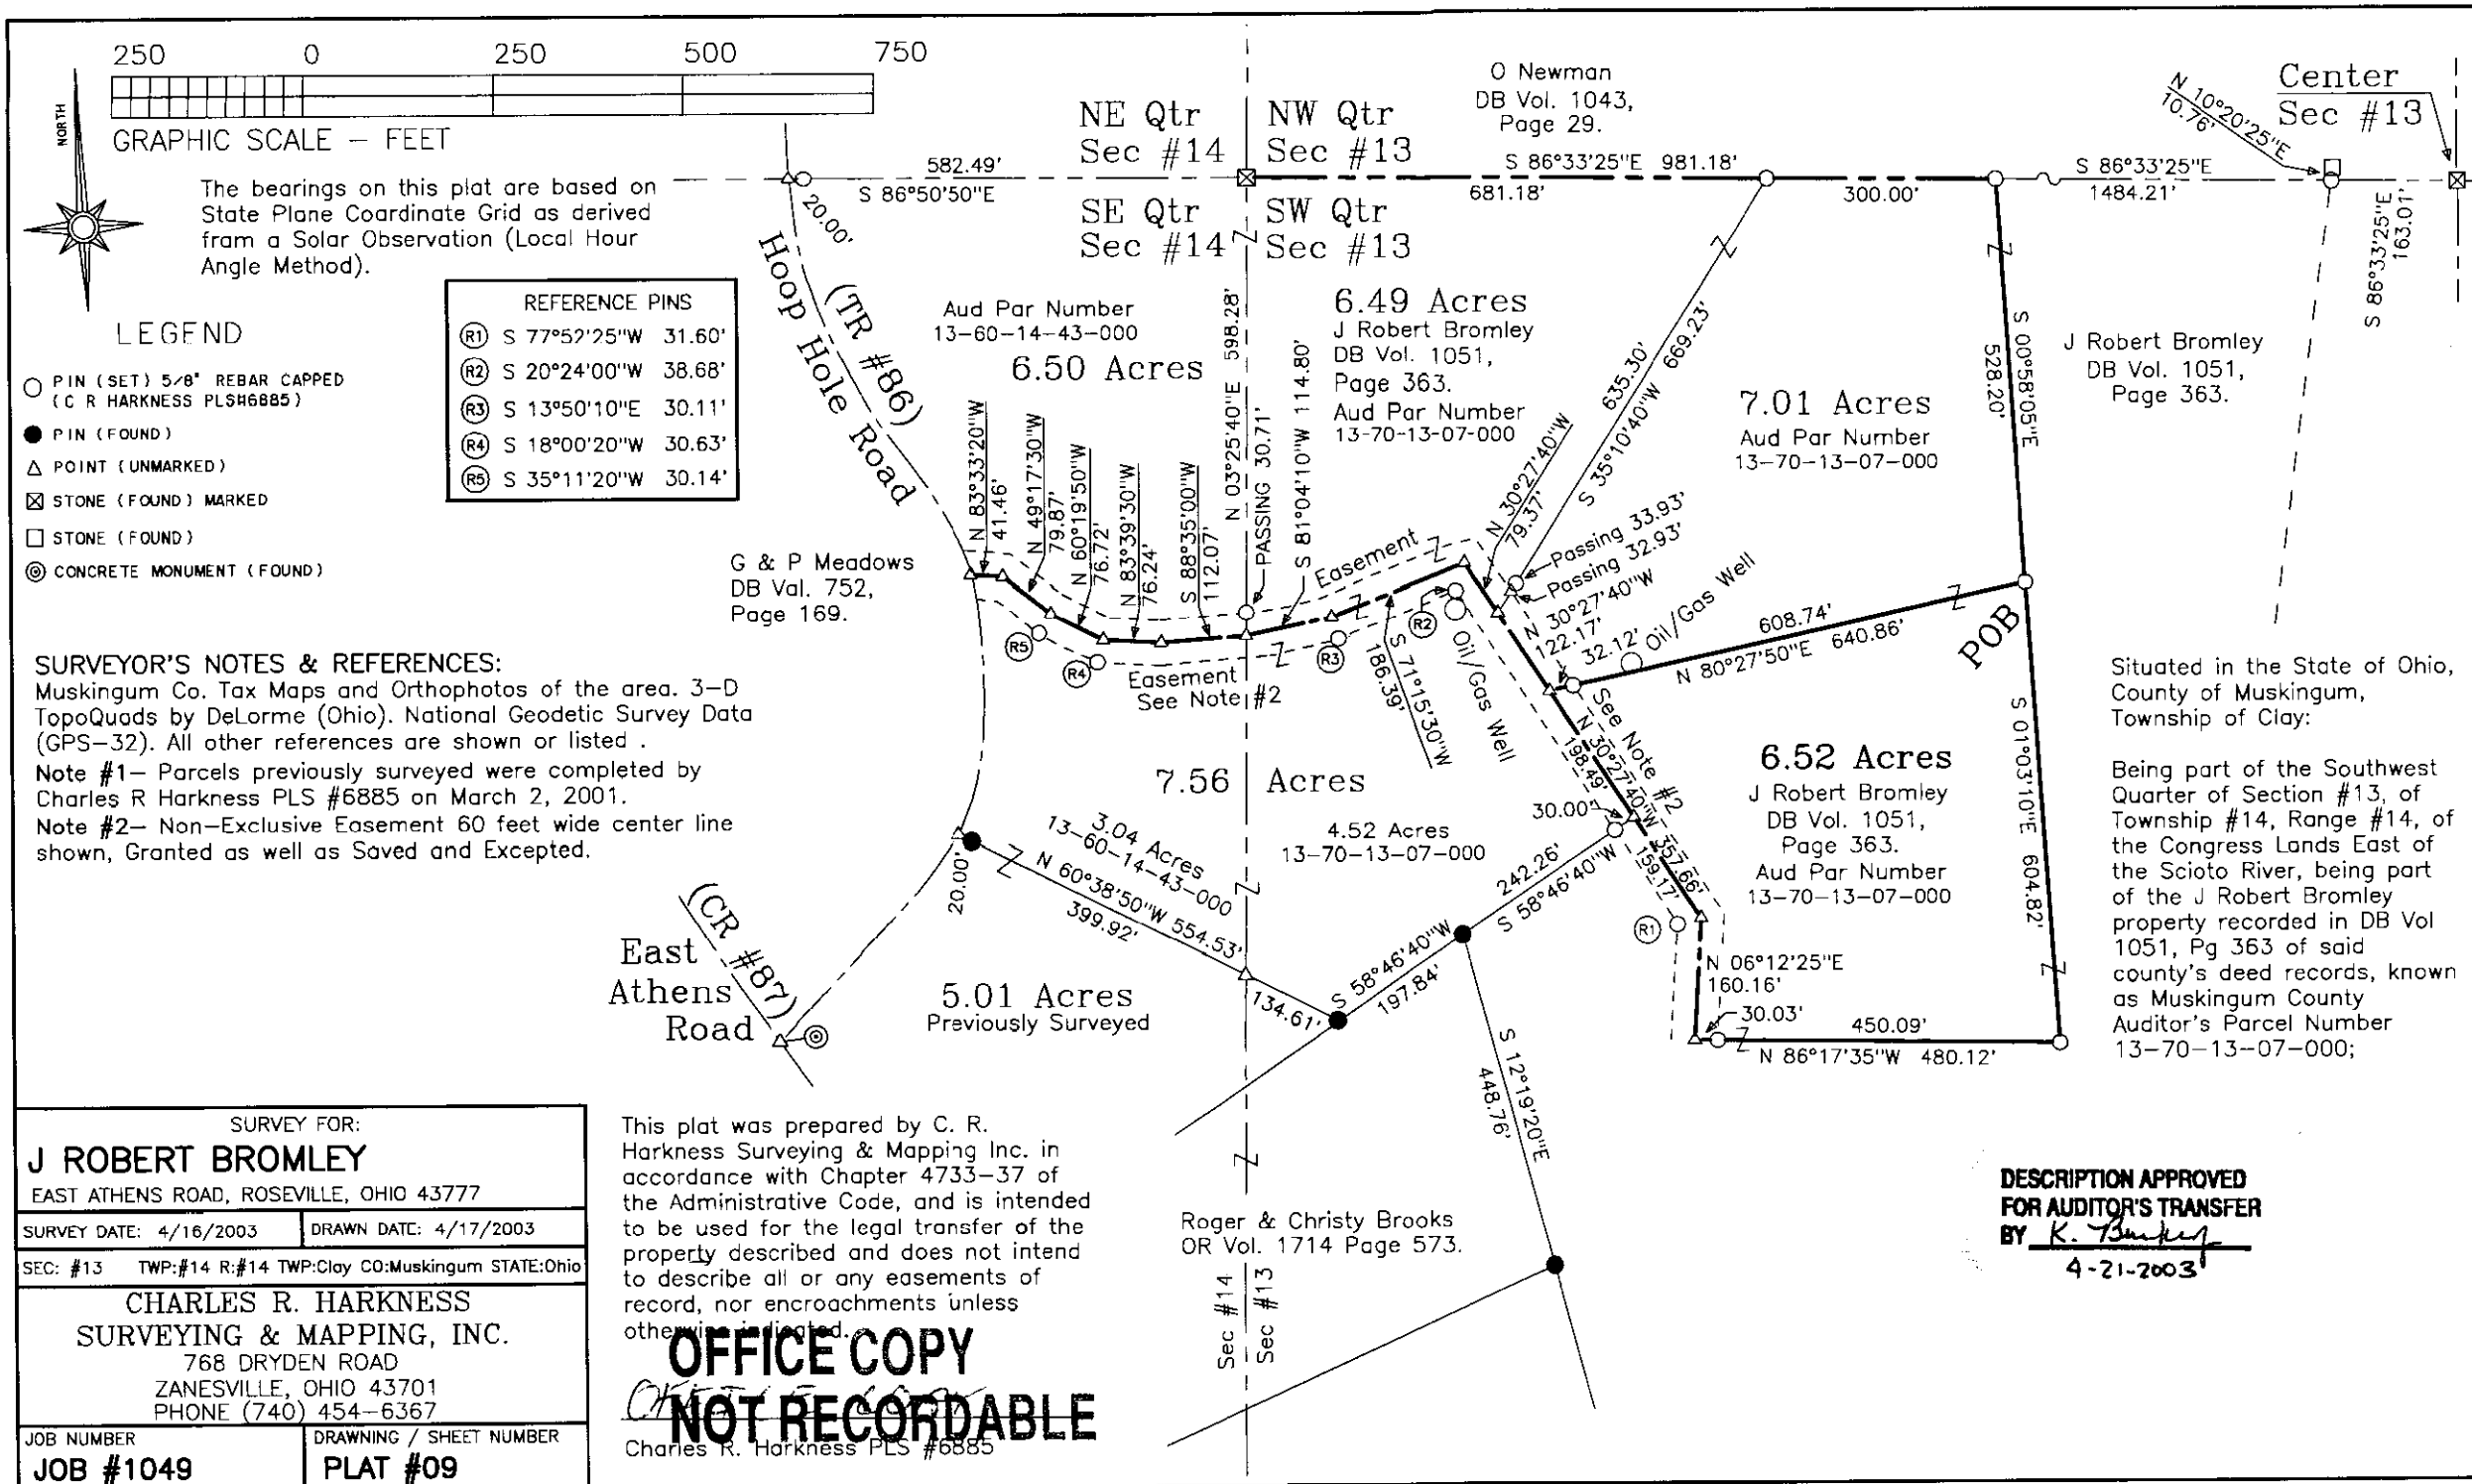 250 0 250 500 750
GRAPHIC SCALE – FEET
NORTH
The bearings on this plat are based on
State Plane Coordinate Grid as derived
fram a Solar Observation (Local Hour
Angle Method).
LEGEND
PIN (SET) 5/8" REBAR CAPPED
(C R HARKNESS PLS#6885)
PIN (FOUND)
POINT (UNMARKED)
STONE (FOUND) MARKED
STONE (FOUND)
CONCRETE MONUMENT (FOUND)
REFERENCE PINS
R1 S 77°52'25"W 31.60'
R2 S 20°24'00"W 38.68'
R3 S 13°50'10"E 30.11'
R4 S 18°00'20"W 30.63'
R5 S 35°11'20"W 30.14'
NE Qtr
Sec #14
NW Qtr
Sec #13
SE Qtr
Sec #14
SW Qtr
Sec #13
O Newman
DB Vol. 1043,
Page 29.
Center
Sec #13
N 10°20'25"E
10.76'
582.49'
S 86°50'50"E
20.00'
S 86°33'25"E 981.18'
681.18'
300.00'
S 86°33'25"E
1484.21'
S 86°33'25"E
163.01'
Hoop Hole Road
(TR #86)
Aud Par Number
13-60-14-43-000
6.50 Acres
N 03°25'40"E 598.28'
PASSING 30.71'
S 81°04'10"W 114.80'
6.49 Acres
J Robert Bromley
DB Vol. 1051,
Page 363.
Aud Par Number
13-70-13-07-000
635.30'
S 35°10'40"W 669.23'
7.01 Acres
Aud Par Number
13-70-13-07-000
S 00°58'05"E
528.20'
J Robert Bromley
DB Vol. 1051,
Page 363.
N 83°33'20"W
41.46'
N 49°17'30"W
79.87'
N 60°19'50"W
76.72'
N 83°39'30"W
76.24'
S 88°35'00"W
112.07'
N 30°27'40"W
79.37'
Passing 33.93'
Passing 32.93'
N 30°27'40"W
122.17'
32.12'
Oil/Gas Well
608.74'
N 80°27'50"E 640.86'
POB
G & P Meadows
DB Val. 752,
Page 169.
Easement
R5
R4
R3
R2
Easement
See Note #2
S 71°15'30"W
186.39'
Oil/Gas Well
See Note #2
N 30°27'40"W 357.66'
198.49'
159.17'
30.00'
R1
SURVEYOR'S NOTES & REFERENCES:
Muskingum Co. Tax Maps and Orthophotos of the area. 3-D
TopoQuads by DeLorme (Ohio). National Geodetic Survey Data
(GPS-32). All other references are shown or listed .
Note #1– Parcels previously surveyed were completed by
Charles R Harkness PLS #6885 on March 2, 2001.
Note #2– Non-Exclusive Easement 60 feet wide center line
shown, Granted as well as Saved and Excepted.
7.56 Acres
3.04 Acres
13-60-14-43-000
N 60°38'50"W 554.53'
399.92'
134.61'
20.00'
4.52 Acres
13-70-13-07-000
242.26'
S 58°46'40"W
S 58°46'40"W
197.84'
6.52 Acres
J Robert Bromley
DB Vol. 1051,
Page 363.
Aud Par Number
13-70-13-07-000
S 01°03'10"E 604.82'
N 06°12'25"E
160.16'
30.03'
450.09'
N 86°17'35"W 480.12'
Situated in the State of Ohio,
County of Muskingum,
Township of Clay:
Being part of the Southwest
Quarter of Section #13, of
Township #14, Range #14, of
the Congress Lands East of
the Scioto River, being part
of the J Robert Bromley
property recorded in DB Vol
1051, Pg 363 of said
county's deed records, known
as Muskingum County
Auditor's Parcel Number
13-70-13-07-000;
East
Athens
Road
(CR #87)
5.01 Acres
Previously Surveyed
S 12°19'20"E
448.76'
Roger & Christy Brooks
OR Vol. 1714 Page 573.
Sec #14
Sec #13
SURVEY FOR:
J ROBERT BROMLEY
EAST ATHENS ROAD, ROSEVILLE, OHIO 43777
SURVEY DATE: 4/16/2003 DRAWN DATE: 4/17/2003
SEC: #13 TWP:#14 R:#14 TWP:Clay CO:Muskingum STATE:Ohio
CHARLES R. HARKNESS
SURVEYING & MAPPING, INC.
768 DRYDEN ROAD
ZANESVILLE, OHIO 43701
PHONE (740) 454-6367
JOB NUMBER
JOB #1049
DRAWNING / SHEET NUMBER
PLAT #09
This plat was prepared by C. R.
Harkness Surveying & Mapping Inc. in
accordance with Chapter 4733-37 of
the Administrative Code, and is intended
to be used for the legal transfer of the
property described and does not intend
to describe all or any easements of
record, nor encroachments unless
otherwise indicated.
OFFICE COPY
NOT RECORDABLE
Charles R. Harkness PLS #6885
DESCRIPTION APPROVED
FOR AUDITOR'S TRANSFER
BY K.
4-21-2003